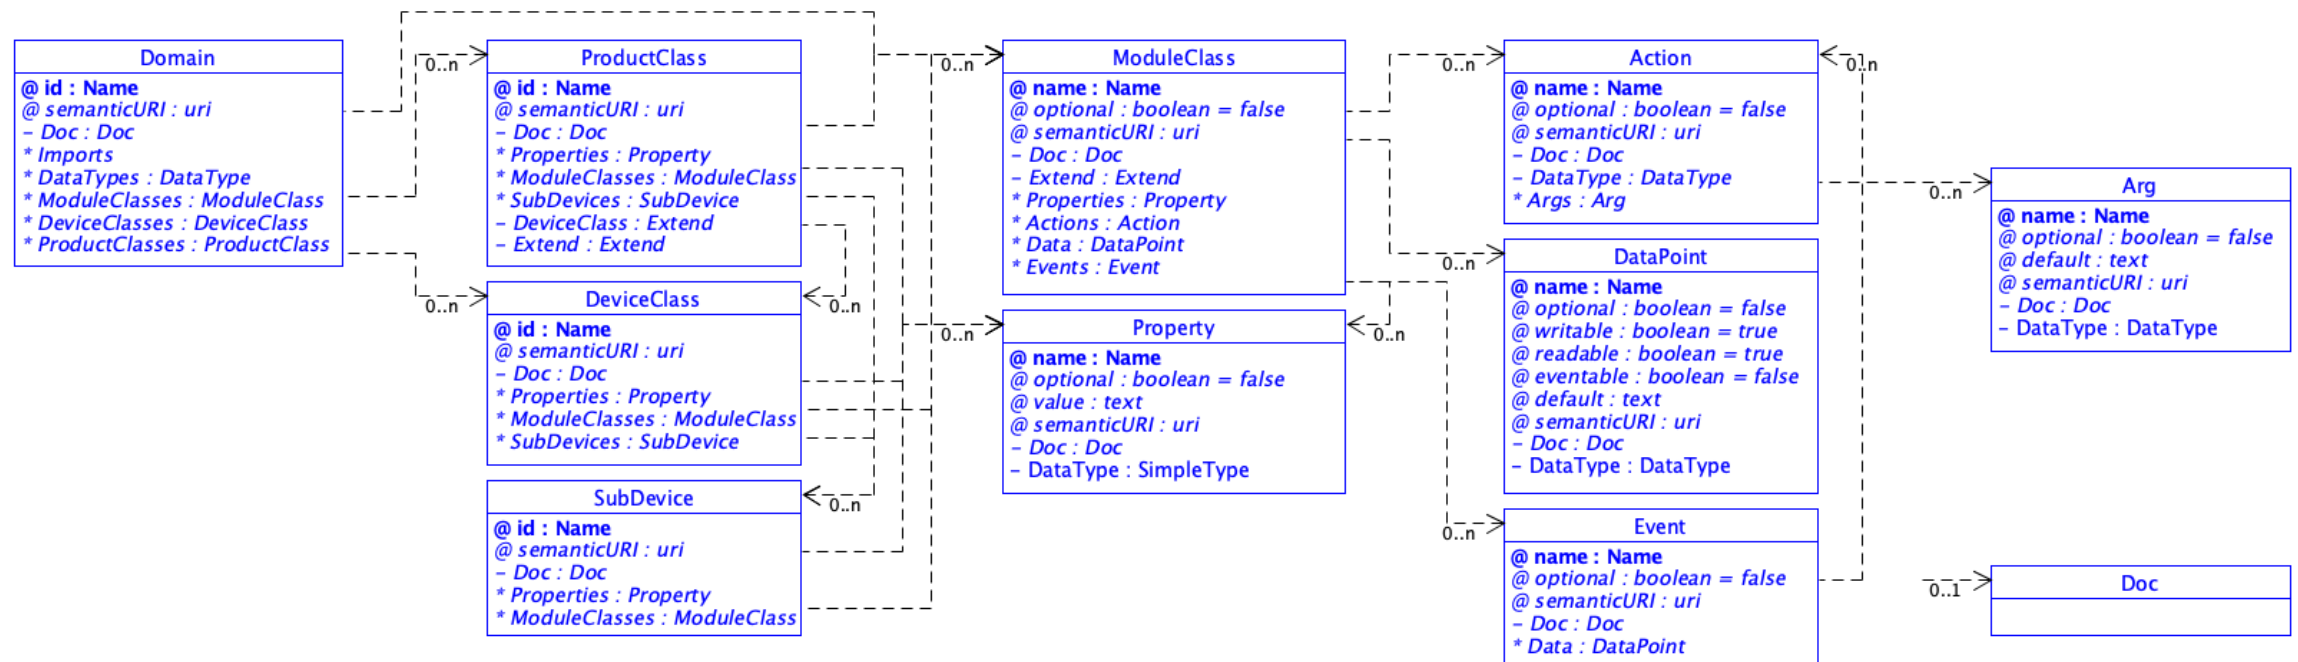 Domain
@ id : Name
@ semanticURI : uri
– Doc : Doc
* Imports
* DataTypes : DataType
* ModuleClasses : ModuleClass
* DeviceClasses : DeviceClass
* ProductClasses : ProductClass
0..n
0..n
ProductClass
@ id : Name
@ semanticURI : uri
– Doc : Doc
* Properties : Property
* ModuleClasses : ModuleClass
* SubDevices : SubDevice
– DeviceClass : Extend
– Extend : Extend
DeviceClass
@ id : Name
@ semanticURI : uri
– Doc : Doc
* Properties : Property
* ModuleClasses : ModuleClass
* SubDevices : SubDevice
SubDevice
@ id : Name
@ semanticURI : uri
– Doc : Doc
* Properties : Property
* ModuleClasses : ModuleClass
0..n
0..n
0..n
0..n
ModuleClass
@ name : Name
@ optional : boolean = false
@ semanticURI : uri
– Doc : Doc
– Extend : Extend
* Properties : Property
* Actions : Action
* Data : DataPoint
* Events : Event
Property
@ name : Name
@ optional : boolean = false
@ value : text
@ semanticURI : uri
– Doc : Doc
– DataType : SimpleType
0..n
0..n
0..n
0..n
Action
@ name : Name
@ optional : boolean = false
@ semanticURI : uri
– Doc : Doc
– DataType : DataType
* Args : Arg
DataPoint
@ name : Name
@ optional : boolean = false
@ writable : boolean = true
@ readable : boolean = true
@ eventable : boolean = false
@ default : text
@ semanticURI : uri
– Doc : Doc
– DataType : DataType
Event
@ name : Name
@ optional : boolean = false
@ semanticURI : uri
– Doc : Doc
* Data : DataPoint
0..n
0..n
Arg
@ name : Name
@ optional : boolean = false
@ default : text
@ semanticURI : uri
– Doc : Doc
– DataType : DataType
0..1
Doc